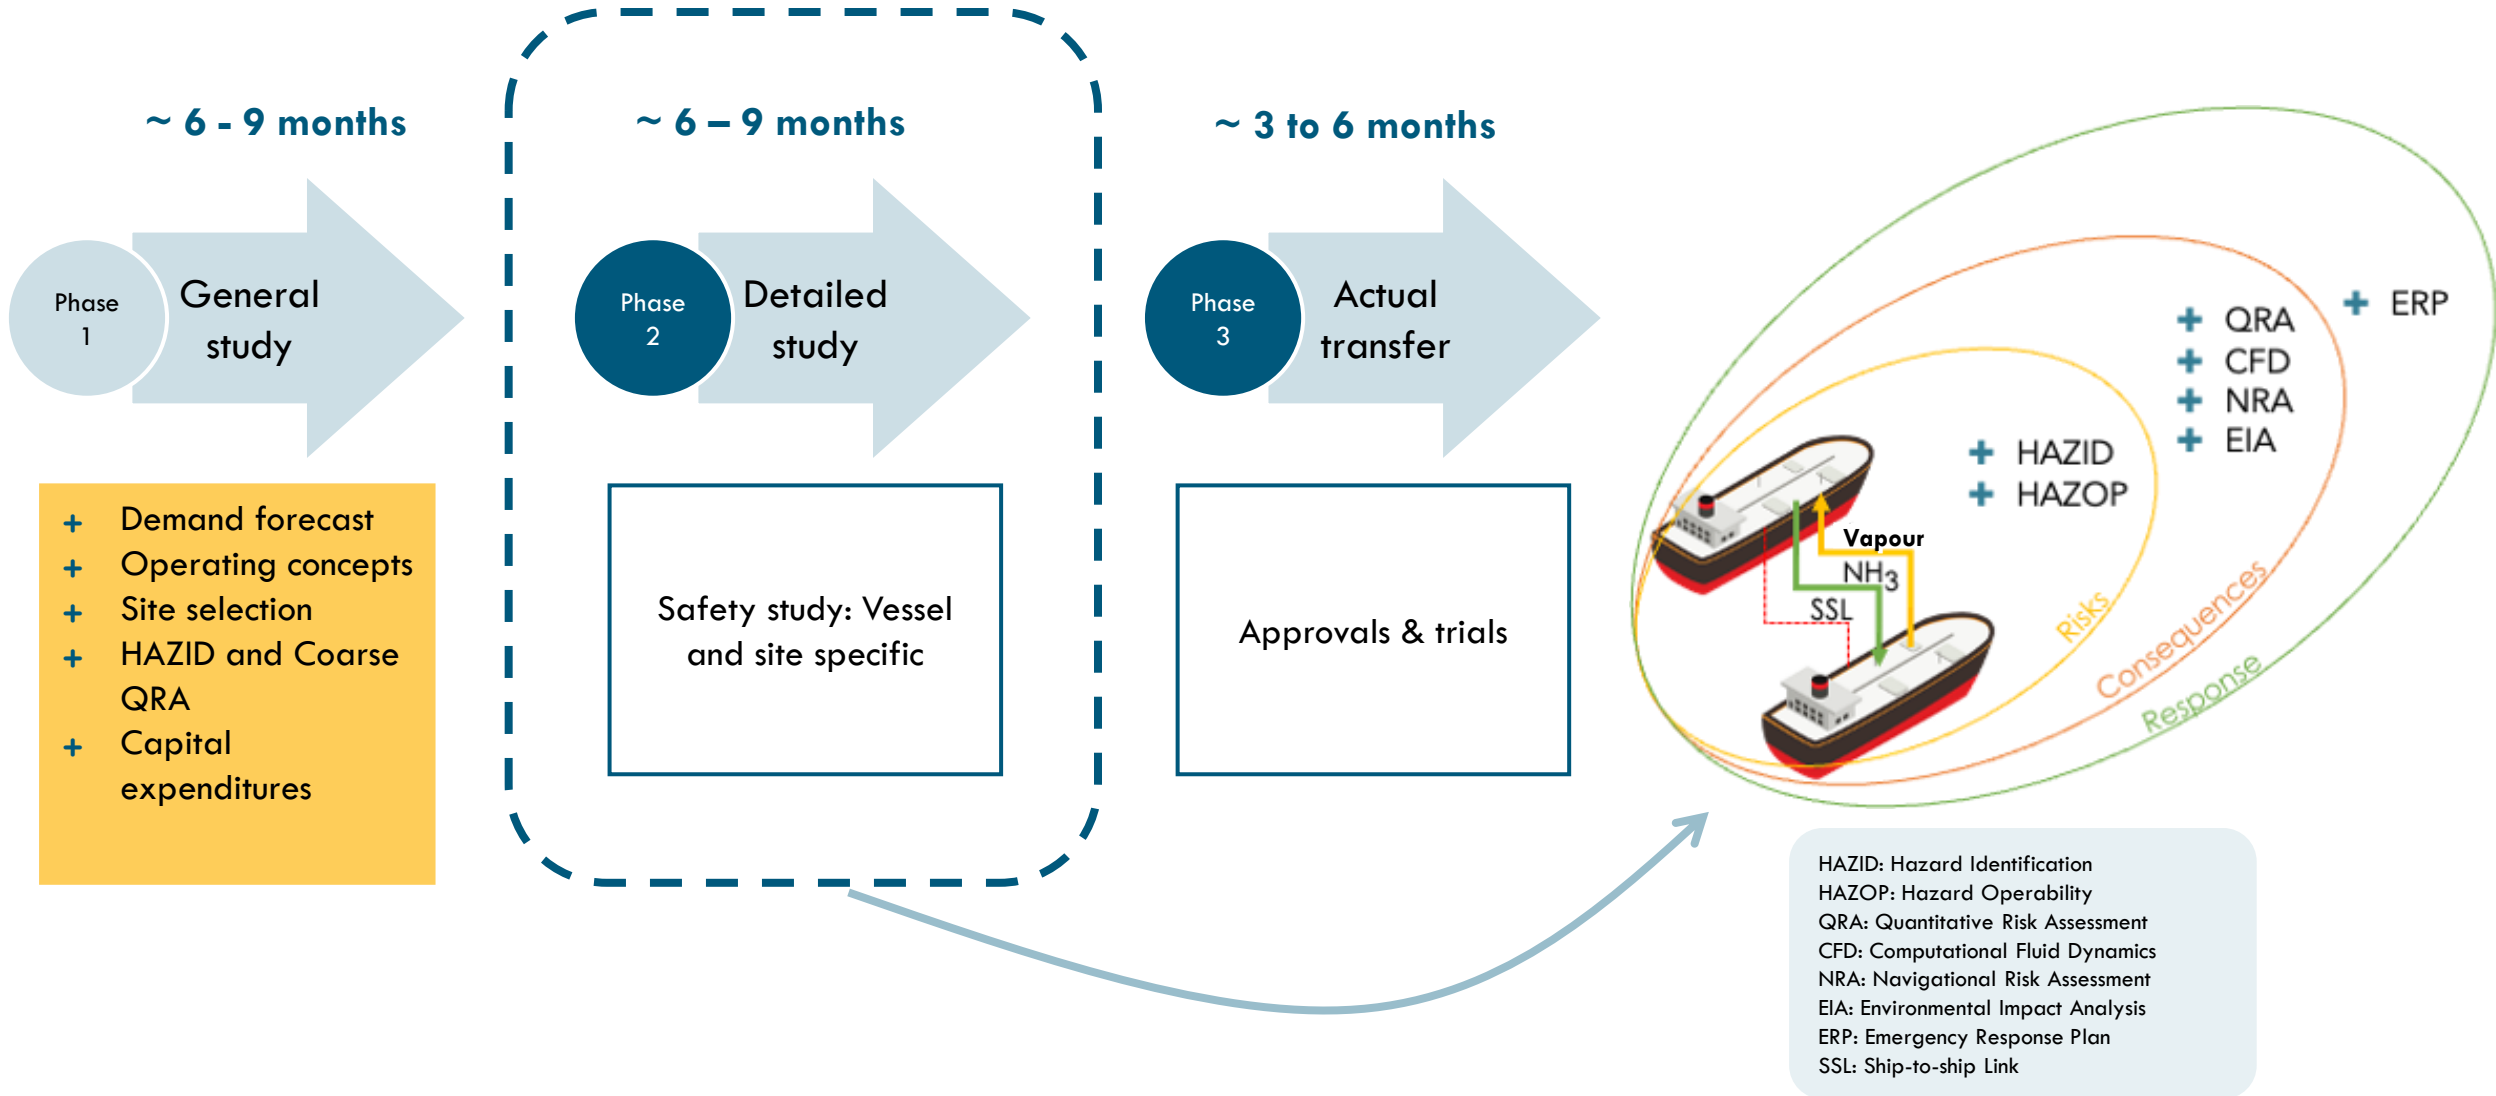 ~ 6 - 9 months
~ 6 – 9 months
~ 3 to 6 months
Phase
1
General
study
Phase
2
Detailed
study
Phase
3
Actual
transfer
+ Demand forecast
+ Operating concepts
+ Site selection
+ HAZID and Coarse
QRA
+ Capital
expenditures
Safety study: Vessel
and site specific
Approvals & trials
+ ERP
+ QRA
+ CFD
+ NRA
+ EIA
+ HAZID
+ HAZOP
Vapour
NH3
SSL
Risks
Consequences
Response
HAZID: Hazard Identification
HAZOP: Hazard Operability
QRA: Quantitative Risk Assessment
CFD: Computational Fluid Dynamics
NRA: Navigational Risk Assessment
EIA: Environmental Impact Analysis
ERP: Emergency Response Plan
SSL: Ship-to-ship Link